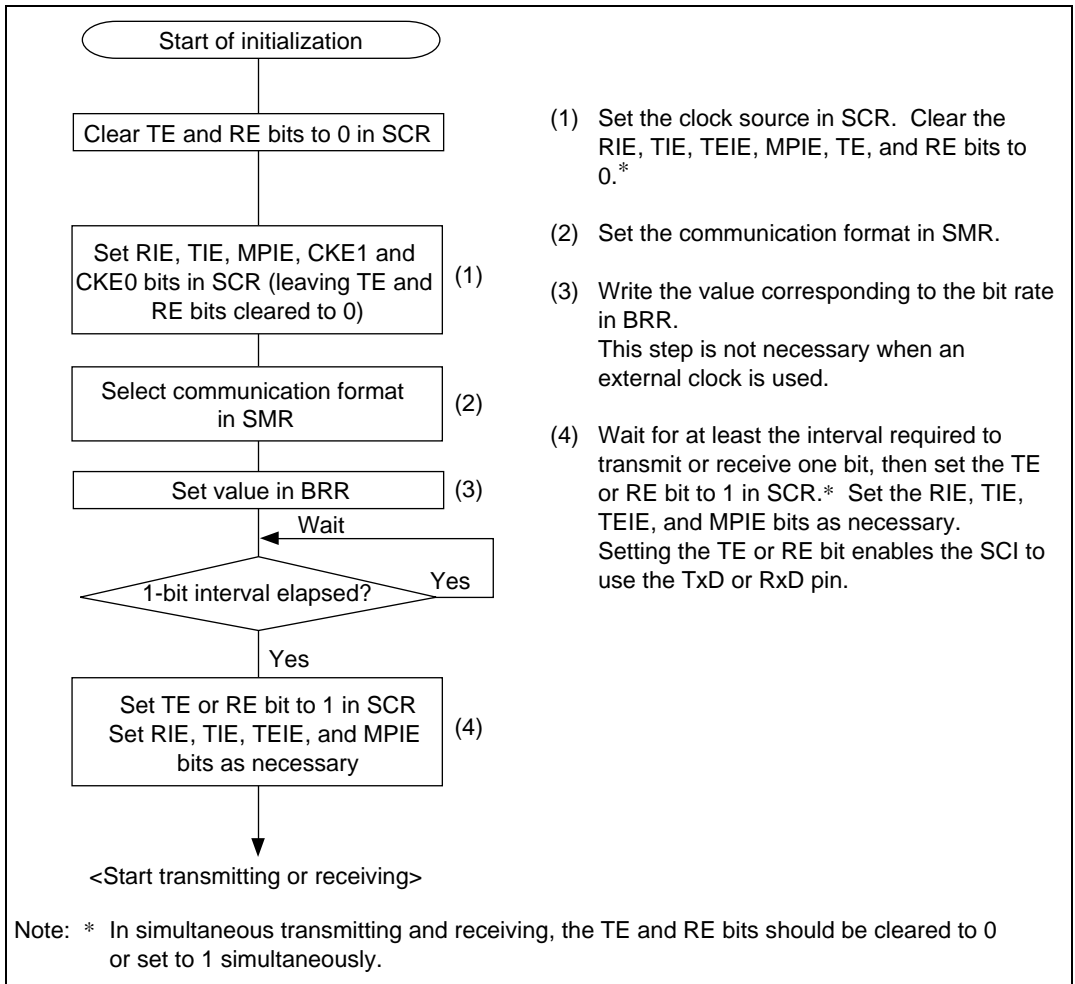 Start of initialization
Clear TE and RE bits to 0 in SCR
Set RIE, TIE, MPIE, CKE1 and
CKE0 bits in SCR (leaving TE and
RE bits cleared to 0)
(1)
Select communication format
in SMR
(2)
Set value in BRR
(3)
Wait
1-bit interval elapsed?
Yes
Yes
Set TE or RE bit to 1 in SCR
Set RIE, TIE, TEIE, and MPIE
bits as necessary
(4)
<Start transmitting or receiving>
(1) Set the clock source in SCR. Clear the
RIE, TIE, TEIE, MPIE, TE, and RE bits to
0.*
(2) Set the communication format in SMR.
(3) Write the value corresponding to the bit rate
in BRR.
This step is not necessary when an
external clock is used.
(4) Wait for at least the interval required to
transmit or receive one bit, then set the TE
or RE bit to 1 in SCR.* Set the RIE, TIE,
TEIE, and MPIE bits as necessary.
Setting the TE or RE bit enables the SCI to
use the TxD or RxD pin.
Note: * In simultaneous transmitting and receiving, the TE and RE bits should be cleared to 0
or set to 1 simultaneously.